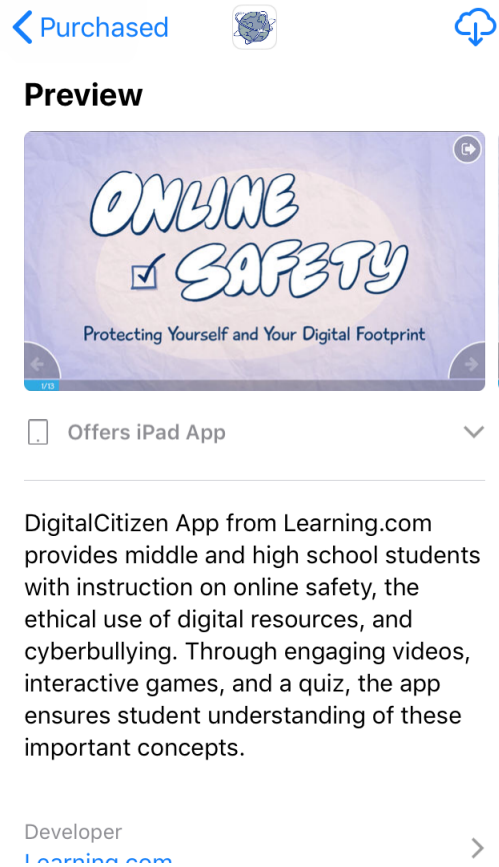 Purchased
Preview
ONLINE
SAFETY
Protecting Yourself and Your Digital Footprint
1/13
Offers iPad App
DigitalCitizen App from Learning.com
provides middle and high school students
with instruction on online safety, the
ethical use of digital resources, and
cyberbullying. Through engaging videos,
interactive games, and a quiz, the app
ensures student understanding of these
important concepts.
Developer
Learning.com